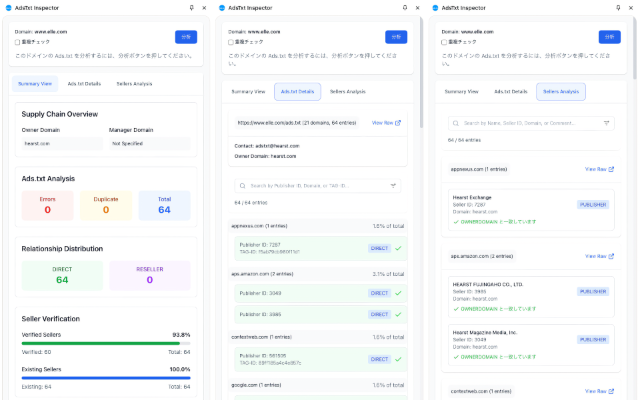 AdsTxt Inspector
Domain: www.elle.com
重複チェック
分析
このドメインの Ads.txt を分析するには、分析ボタンを押してください。
Summary View
Ads.txt Details
Sellers Analysis
Supply Chain Overview
Owner Domain
Manager Domain
hearst.com
Not Specified
Ads.txt Analysis
Errors
0
Duplicate
0
Total
64
Relationship Distribution
DIRECT
64
RESELLER
0
Seller Verification
Verified Sellers
93.8%
Verified: 60
Total: 64
Existing Sellers
100.0%
Existing: 64
Total: 64
AdsTxt Inspector
Domain: www.elle.com
重複チェック
分析
このドメインの Ads.txt を分析するには、分析ボタンを押してください。
Summary View
Ads.txt Details
Sellers Analysis
https://www.elle.com/ads.txt (21 domains, 64 entries)
View Raw
Contact: adstxt@hearst.com
Owner Domain: hearst.com
Search by Publisher ID, Domain, or TAG-ID...
64 / 64 entries
appnexus.com (1 entries)
1.6% of total
Publisher ID: 7287
DIRECT
aps.amazon.com (2 entries)
3.1% of total
Publisher ID: 3049
DIRECT
Publisher ID: 3995
DIRECT
contextweb.com (1 entries)
1.6% of total
DIRECT
google.com (1 entries)
1.6% of total
AdsTxt Inspector
Domain: www.elle.com
重複チェック
分析
このドメインの Ads.txt を分析するには、分析ボタンを押してください。
Summary View
Ads.txt Details
Sellers Analysis
Search by Name, Seller ID, Domain, or Comment...
64 / 64 entries
appnexus.com (1 entries)
View Raw
Hearst Exchange
Seller ID: 7287
Domain: hearst.com
PUBLISHER
OWNERDOMAIN と一致しています
aps.amazon.com (2 entries)
View Raw
HEARST FUJINGAHO CO., LTD.
Seller ID: 3995
Domain: hearst.com
PUBLISHER
OWNERDOMAIN と一致しています
Hearst Magazine Media, Inc.
Seller ID: 3049
Domain: hearst.com
PUBLISHER
OWNERDOMAIN と一致しています
contextweb.com (1 entries)
View Raw